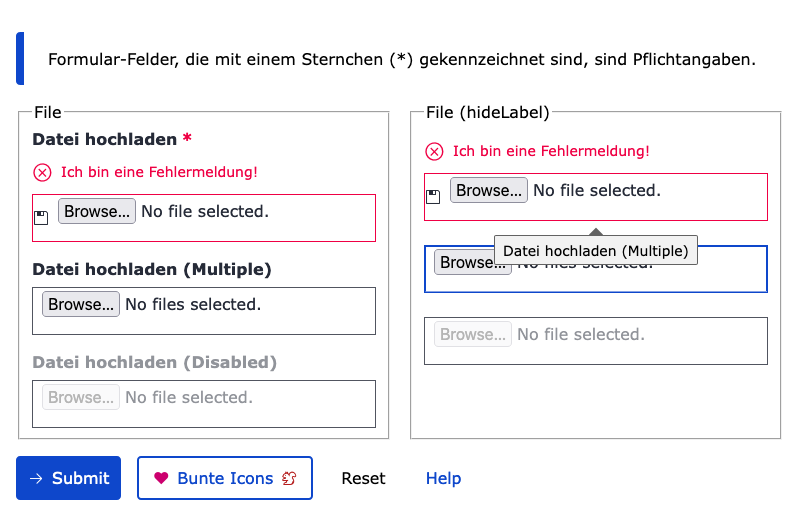 Formular-Felder, die mit einem Sternchen (*) gekennzeichnet sind, sind Pflichtangaben.
File
Datei hochladen *
Ich bin eine Fehlermeldung!
Browse... No file selected.
Datei hochladen (Multiple)
Browse... No files selected.
Datei hochladen (Disabled)
Browse... No file selected.
File (hideLabel)
Ich bin eine Fehlermeldung!
Browse... No file selected.
Datei hochladen (Multiple)
Browse... No files selected.
Browse... No file selected.
Submit
Bunte Icons
Reset
Help